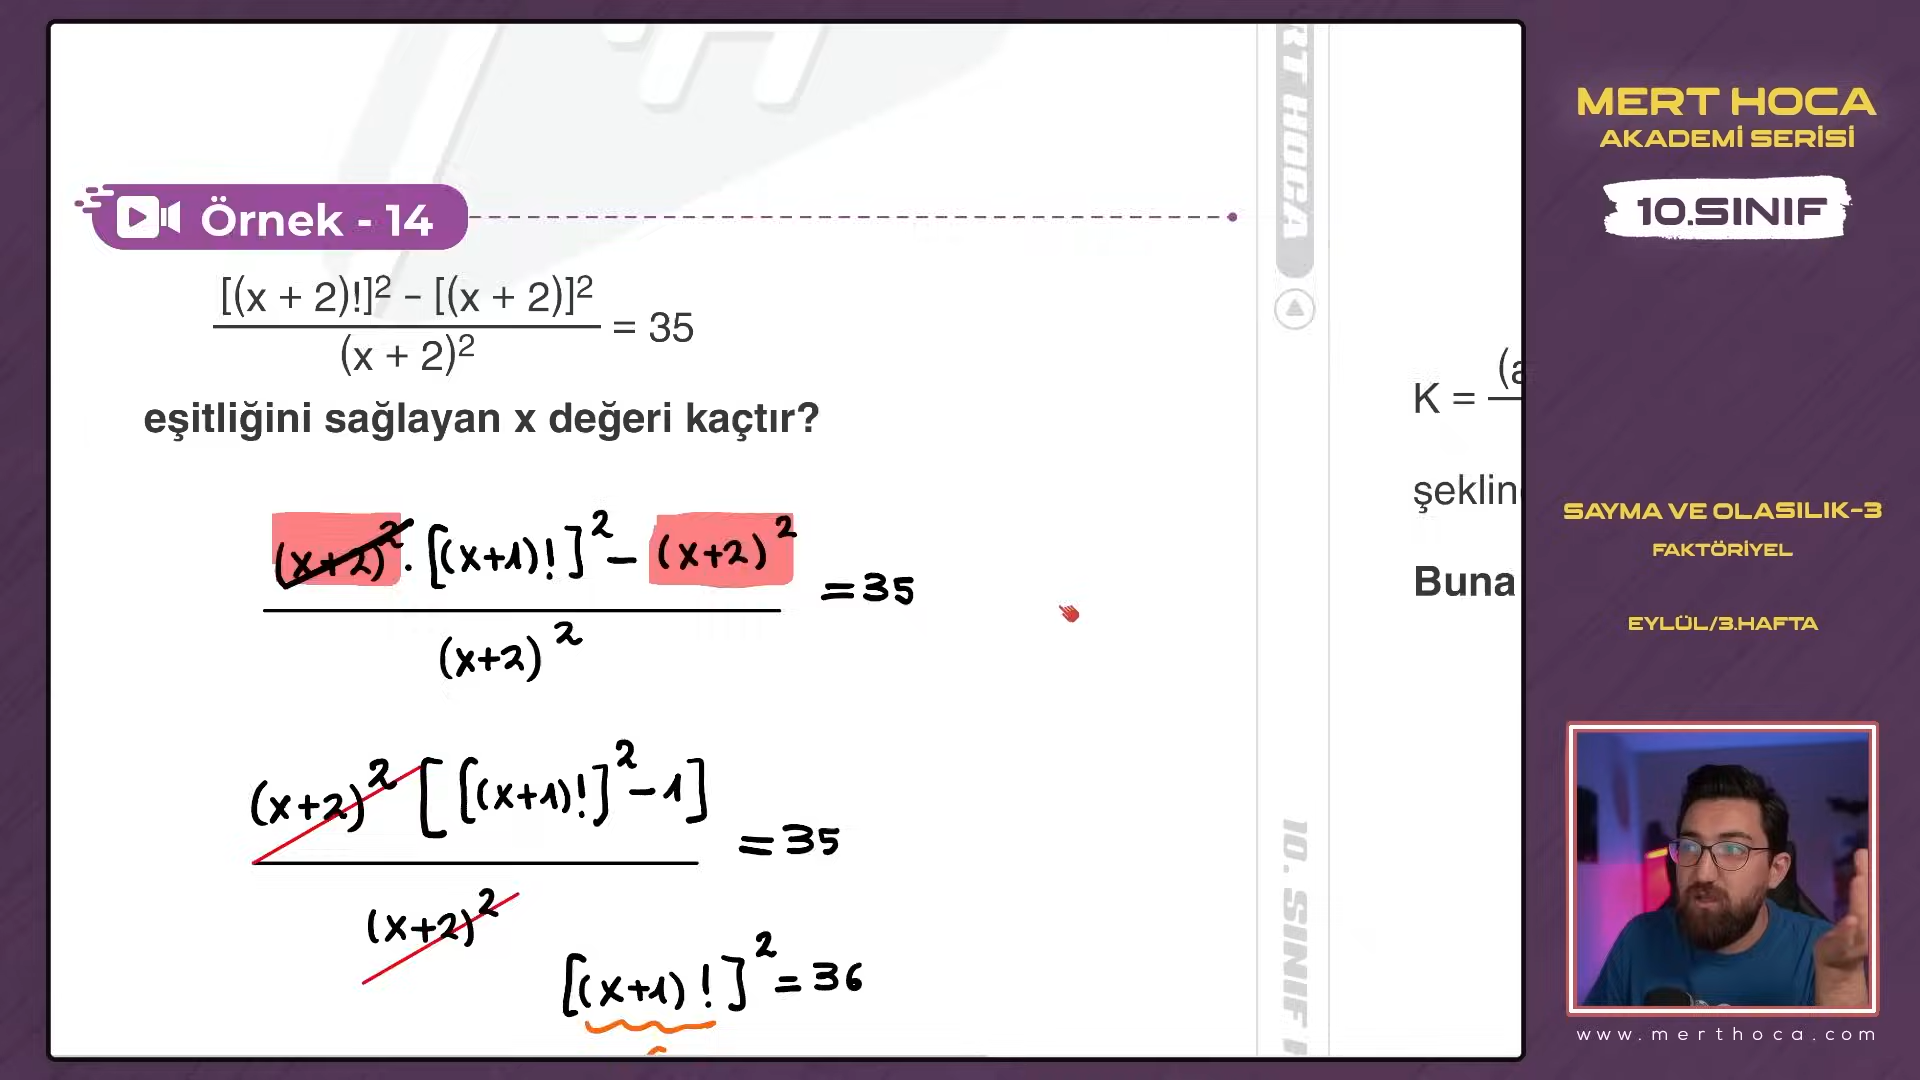 Örnek - 14
[(x + 2)!]² - [(x + 2)]²
(x + 2)²
= 35
eşitliğini sağlayan x değeri kaçtır?
(x+2)² . [(x+1)!]² - (x+2)²
= 35
(x+2)²
(x+2)² [ [(x+1)!]² - 1 ]
= 35
(x+2)²
[(x+1)!]² = 36
RT HOCA
10. SINIF
K =
Buna
MERT HOCA
AKADEMİ SERİSİ
10.SINIF
SAYMA VE OLASILIK-3
FAKTÖRİYEL
EYLÜL/3.HAFTA
www.merthoca.com